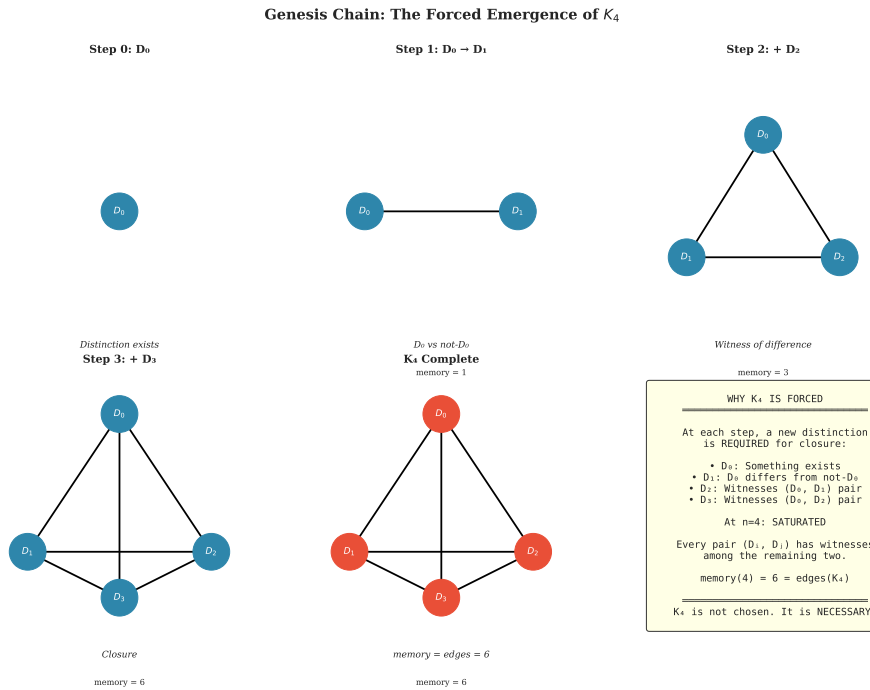 Genesis Chain: The Forced Emergence of K₄
Step 0: D₀
Step 1: D₀ → D₁
Step 2: + D₂
D₀
D₀
D₁
D₀
D₁
D₂
Distinction exists
D₀ vs not-D₀
Witness of difference
memory = 1
memory = 3
Step 3: + D₃
K₄ Complete
D₀
D₁
D₂
D₃
D₀
D₁
D₂
D₃
WHY K₄ IS FORCED
At each step, a new distinction
is REQUIRED for closure:
• D₀: Something exists
• D₁: D₀ differs from not-D₀
• D₂: Witnesses (D₀, D₁) pair
• D₃: Witnesses (D₀, D₂) pair
At n=4: SATURATED
Every pair (Dᵢ, Dⱼ) has witnesses
among the remaining two.
memory(4) = 6 = edges(K₄)
K₄ is not chosen. It is NECESSARY
Closure
memory = edges = 6
memory = 6
memory = 6